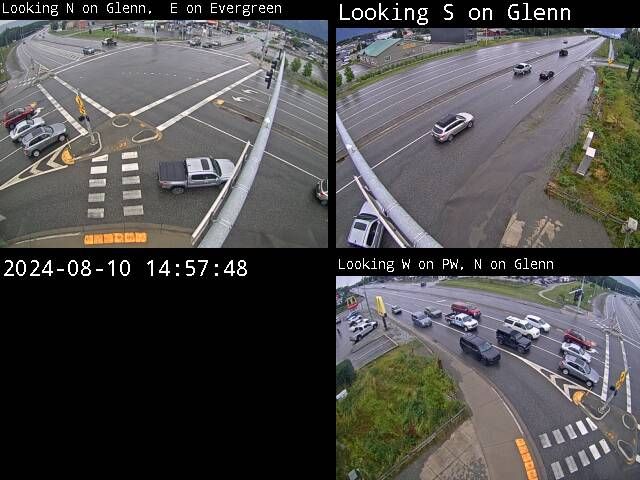 Looking N on Glenn, E on Evergreen
Looking S on Glenn
2024-08-10 14:57:48
Looking W on PW, N on Glenn